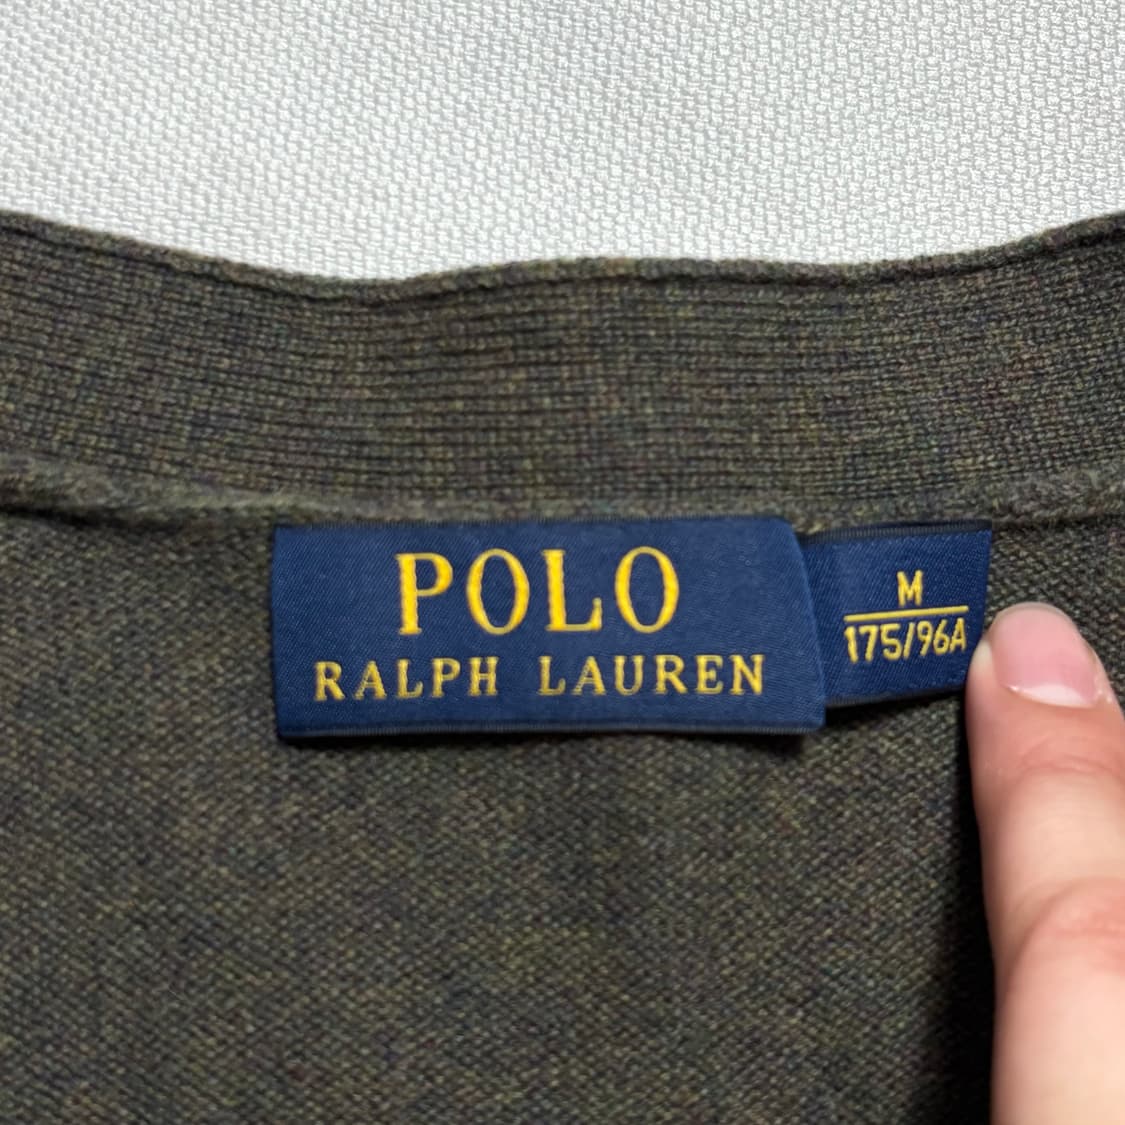 POLO
RALPH LAUREN
M
175/96A